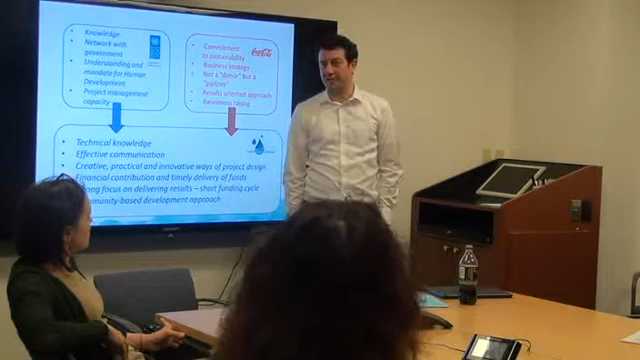 Knowledge
Network with
government
Understanding and
mandate for Human
Development
Project management
capacity
Commitment
to sustainability
Coca-Cola
Business strategy
Not a "donor" but a
"partner"
Results oriented approach
Awareness raising
Technical knowledge
Effective communication
Creative, practical and innovative ways of project design
Financial contribution and timely delivery of funds
focus on delivering results – short funding cycle
-based development approach